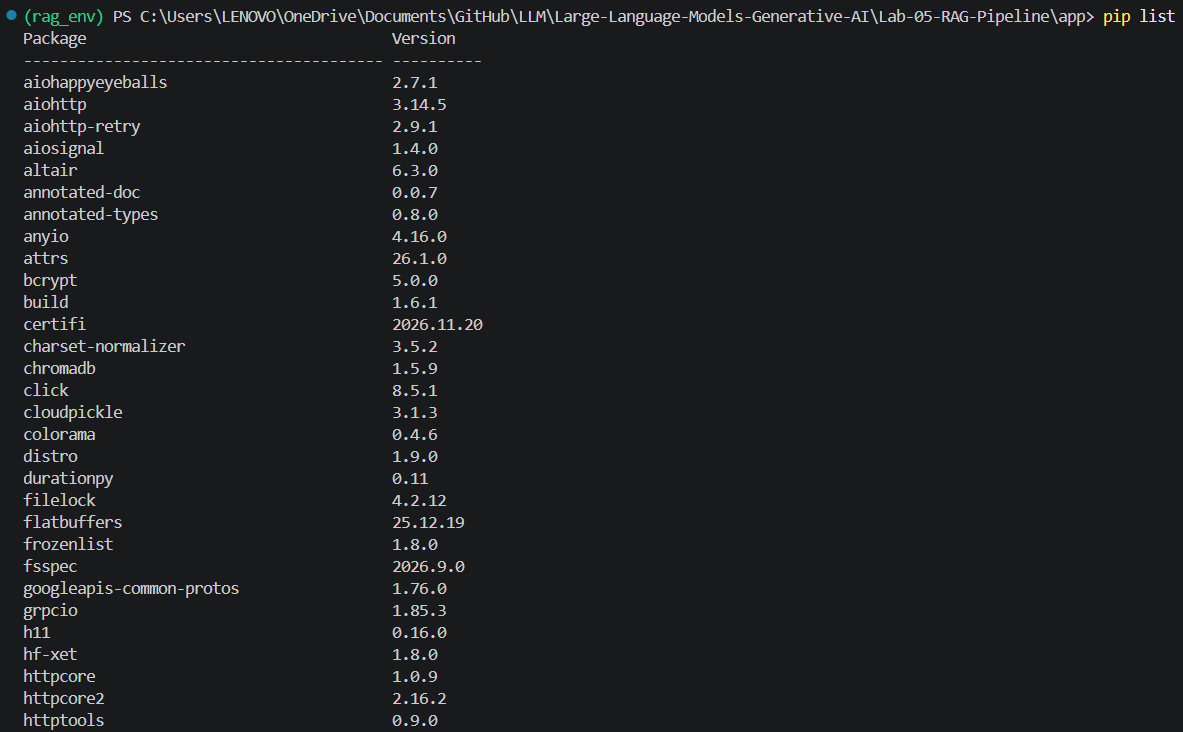 (rag_env) PS C:\Users\LENOVO\OneDrive\Documents\GitHub\LLM\Large-Language-Models-Generative-AI\Lab-05-RAG-Pipeline\app> pip list
Package Version
--------------------------------------- ----------
aiohappyeyeballs 2.7.1
aiohttp 3.14.5
aiohttp-retry 2.9.1
aiosignal 1.4.0
altair 6.3.0
annotated-doc 0.0.7
annotated-types 0.8.0
anyio 4.16.0
attrs 26.1.0
bcrypt 5.0.0
build 1.6.1
certifi 2026.11.20
charset-normalizer 3.5.2
chromadb 1.5.9
click 8.5.1
cloudpickle 3.1.3
colorama 0.4.6
distro 1.9.0
durationpy 0.11
filelock 4.2.12
flatbuffers 25.12.19
frozenlist 1.8.0
fsspec 2026.9.0
googleapis-common-protos 1.76.0
grpcio 1.85.3
h11 0.16.0
hf-xet 1.8.0
httpcore 1.0.9
httpcore2 2.16.2
httptools 0.9.0